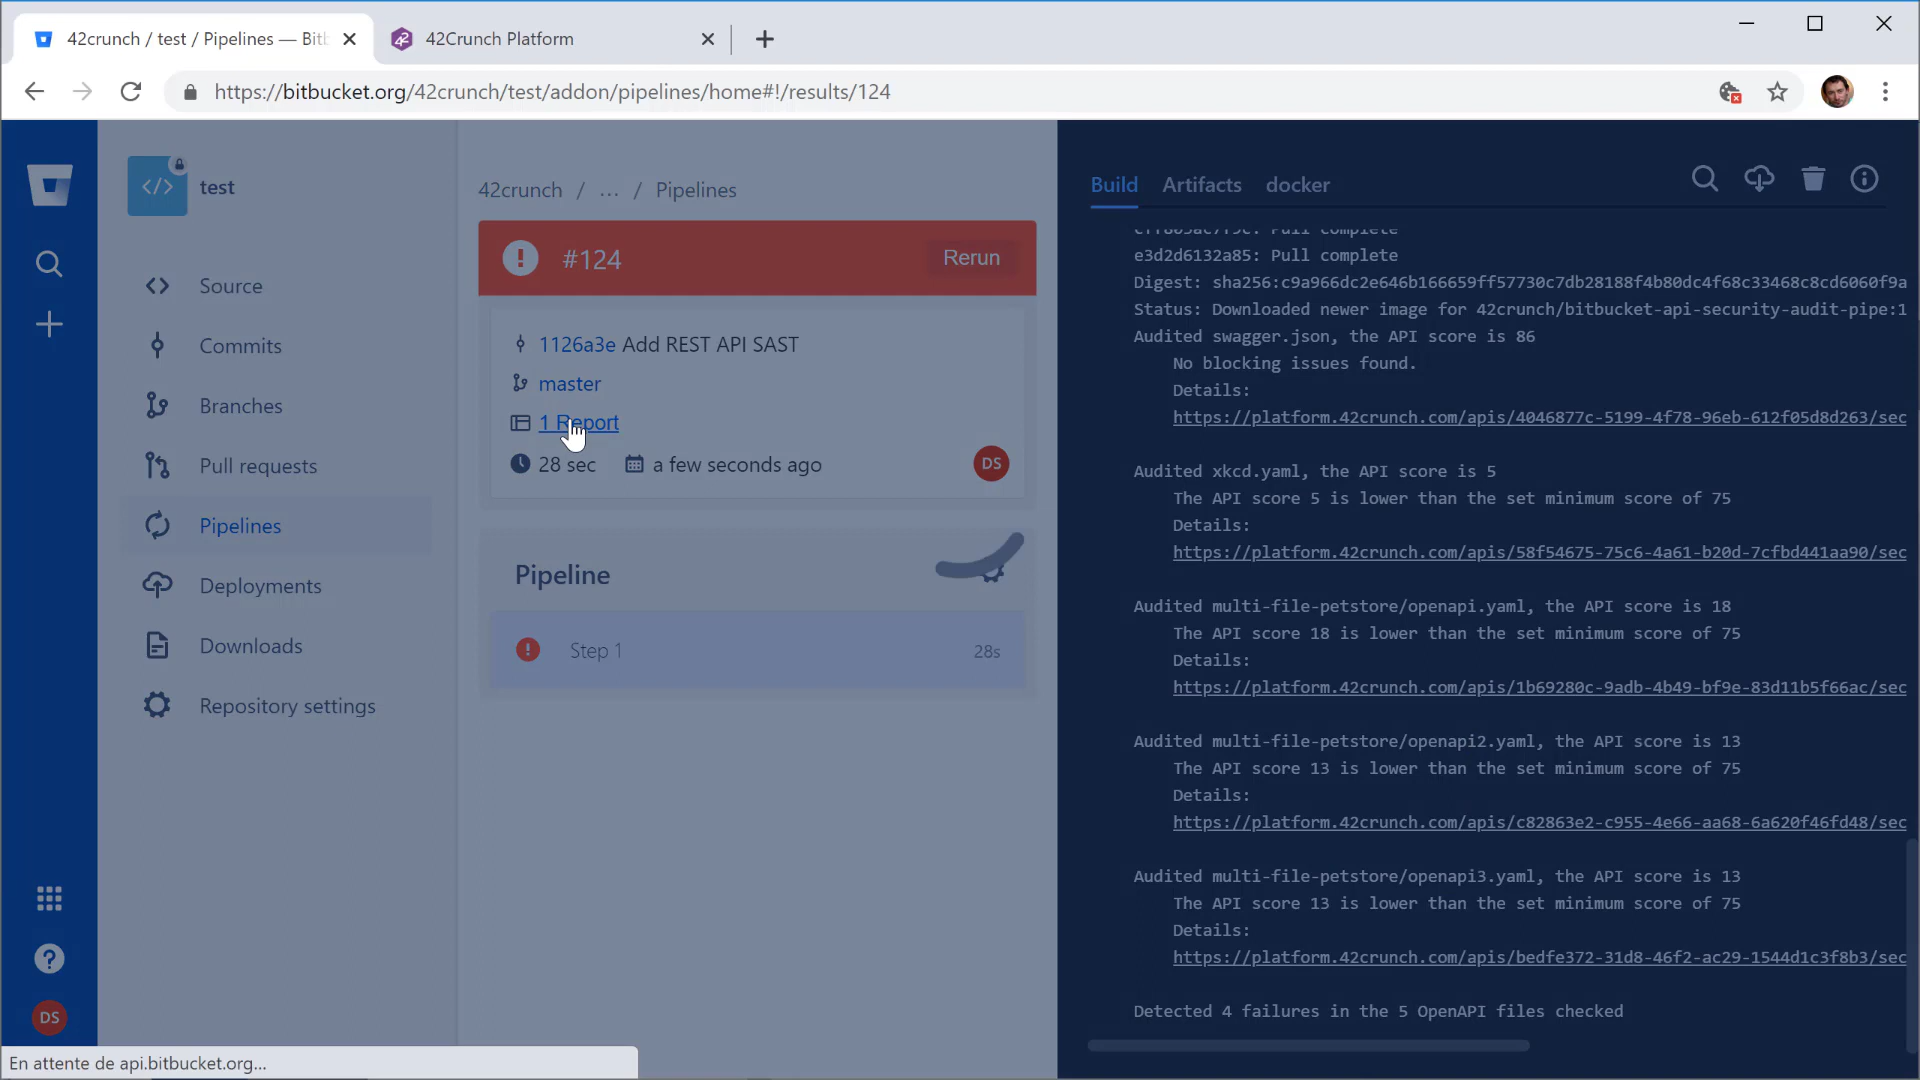 42crunch / test / Pipelines — Bitb
42Crunch Platform
https://bitbucket.org/42crunch/test/addon/pipelines/home#!/results/124
test
Source
Commits
Branches
Pull requests
Pipelines
Deployments
Downloads
Repository settings
DS
En attente de api.bitbucket.org...
42crunch / ... / Pipelines
#124
Rerun
1126a3e Add REST API SAST
master
1 Report
28 sec a few seconds ago
DS
Pipeline
Step 1 28s
Build Artifacts docker
e3d2d6132a85: Pull complete
Digest: sha256:c9a966dc2e646b166659ff57730c7db28188f4b80dc4f68c33468c8cd6060f9a
Status: Downloaded newer image for 42crunch/bitbucket-api-security-audit-pipe:1
Audited swagger.json, the API score is 86
No blocking issues found.
Details:
https://platform.42crunch.com/apis/4046877c-5199-4f78-96eb-612f05d8d263/sec
Audited xkcd.yaml, the API score is 5
The API score 5 is lower than the set minimum score of 75
Details:
https://platform.42crunch.com/apis/58f54675-75c6-4a61-b20d-7cfbd441aa90/sec
Audited multi-file-petstore/openapi.yaml, the API score is 18
The API score 18 is lower than the set minimum score of 75
Details:
https://platform.42crunch.com/apis/1b69280c-9adb-4b49-bf9e-83d11b5f66ac/sec
Audited multi-file-petstore/openapi2.yaml, the API score is 13
The API score 13 is lower than the set minimum score of 75
Details:
https://platform.42crunch.com/apis/c82863e2-c955-4e66-aa68-6a620f46fd48/sec
Audited multi-file-petstore/openapi3.yaml, the API score is 13
The API score 13 is lower than the set minimum score of 75
Details:
https://platform.42crunch.com/apis/bedfe372-31d8-46f2-ac29-1544d1c3f8b3/sec
Detected 4 failures in the 5 OpenAPI files checked